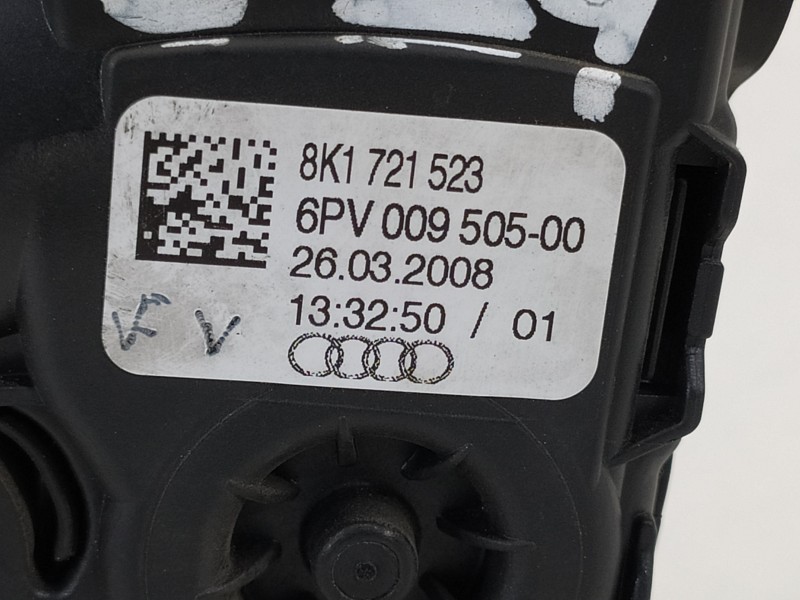 8K1 721 523
6PV 009 505-00
26.03.2008
13:32:50 / 01
V V